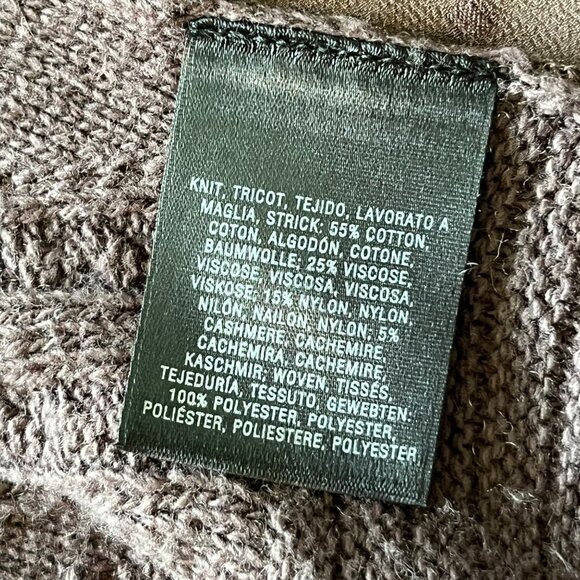 KNIT, TRICOT, TEJIDO, LAVORATO A
MAGLIA, STRICK: 55% COTTON,
COTON, ALGODÓN, COTONE,
BAUMWOLLE; 25% VISCOSE,
VISCOSE, VISCOSA, VISCOSA,
VISKOSE; 15% NYLON, NYLON,
NILÓN, NAILON, NYLON; 5%
CASHMERE, CACHEMIRE,
CACHEMIRA, CACHEMIRE,
KASCHMIR; WOVEN, TISSÉS,
TEJEDURÍA, TESSUTO, GEWEBTEN:
100% POLYESTER, POLYESTER,
POLIÉSTER, POLIESTERE, POLYESTER